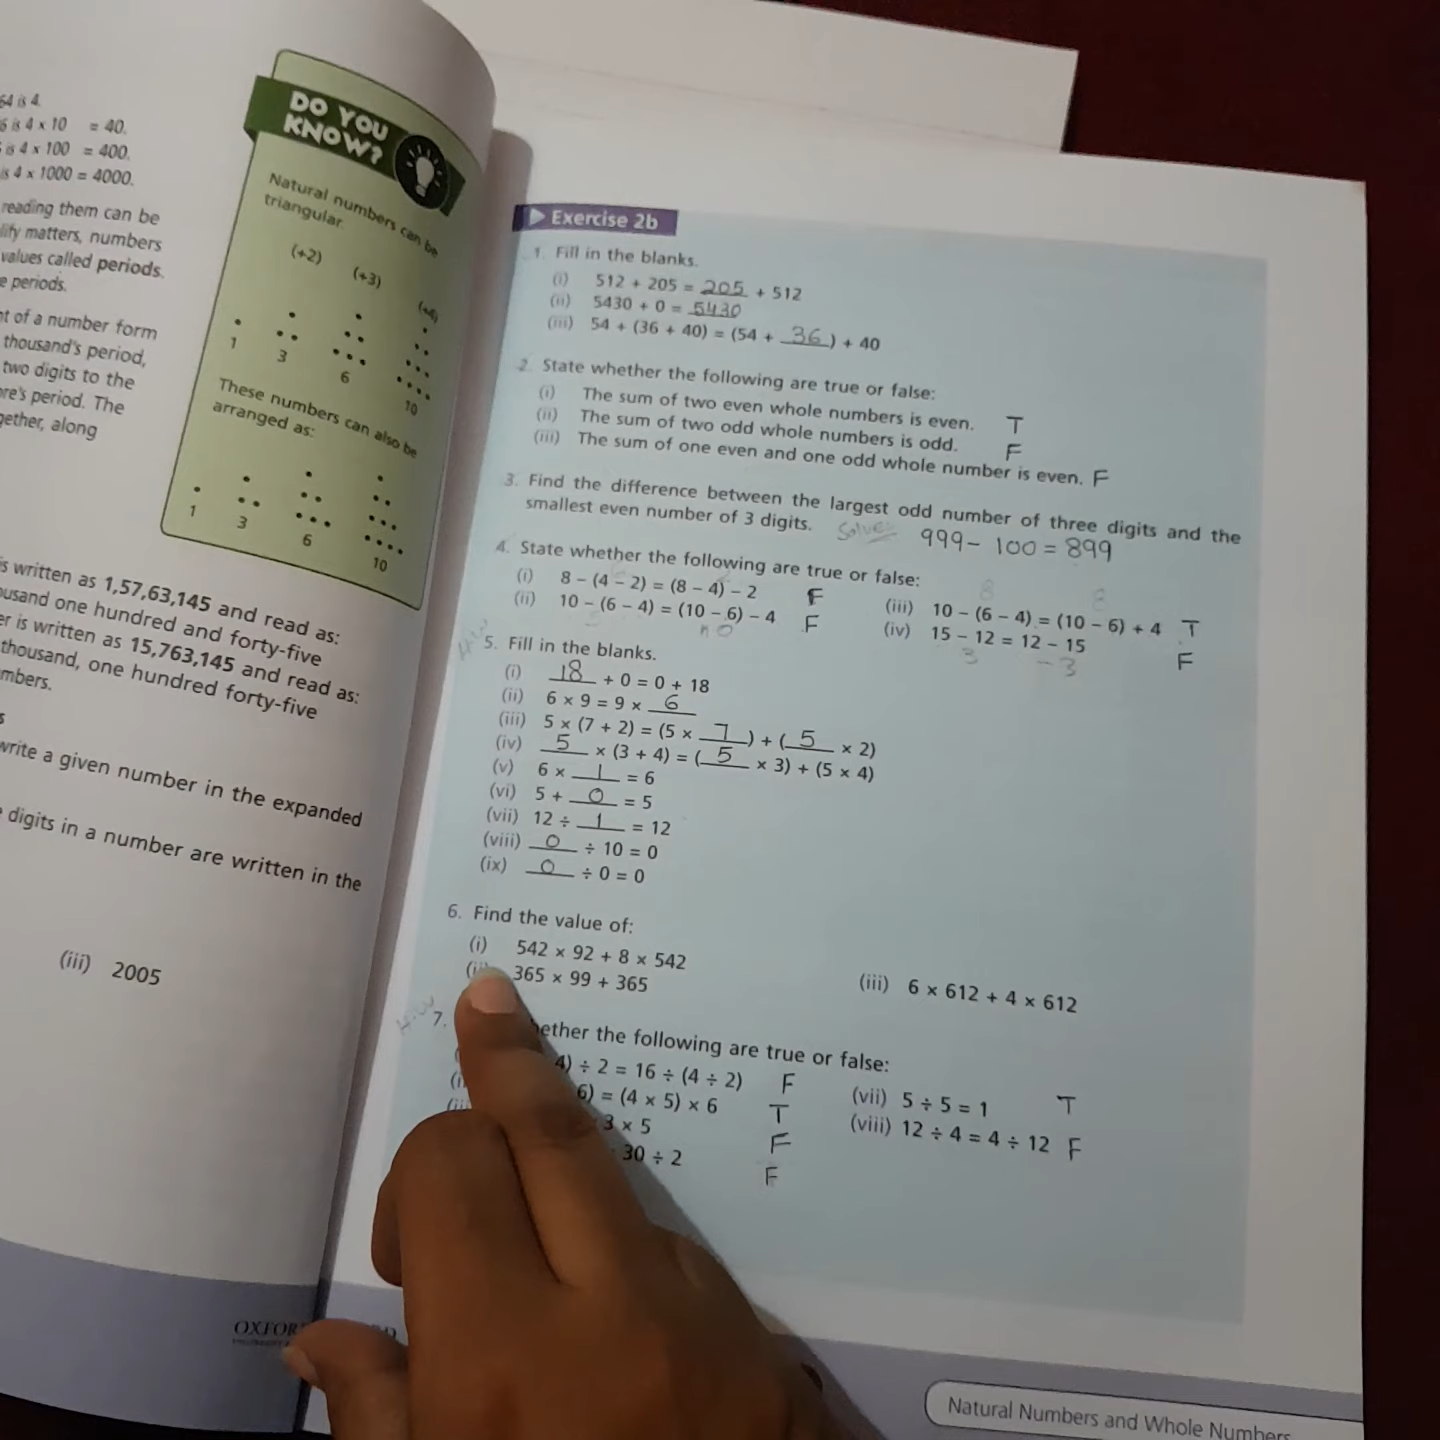 64 is 4.
6 is 4 x 10 = 40.
is 4 x 100 = 400.
is 4 x 1000 = 4000.
reading them can be
lify matters, numbers
values called periods.
e periods.
nt of a number form
thousand's period,
two digits to the
ore's period. The
gether, along
is written as 1,57,63,145 and read as:
usand one hundred and forty-five
er is written as 15,763,145 and read as:
thousand, one hundred forty-five
mbers.
s
write a given number in the expanded
digits in a number are written in the
(iii) 2005
DO YOU
KNOW?
Natural numbers can be
triangular.
(+2) (+3) (+4)
1 3 6 10
These numbers can also be
arranged as:
1 3 6 10
OXFOR D
Exercise 2b
1. Fill in the blanks.
(i) 512 + 205 = 205 + 512
(ii) 5430 + 0 = 5430
(iii) 54 + (36 + 40) = (54 + 36) + 40
2. State whether the following are true or false:
(i) The sum of two even whole numbers is even. T
(ii) The sum of two odd whole numbers is odd. F
(iii) The sum of one even and one odd whole number is even. F
3. Find the difference between the largest odd number of three digits and the
smallest even number of 3 digits. Solve: 999 - 100 = 899
4. State whether the following are true or false:
(i) 8 – (4 – 2) = (8 – 4) – 2 F
(ii) 10 – (6 – 4) = (10 – 6) – 4 F
(iii) 10 – (6 – 4) = (10 – 6) + 4 T
(iv) 15 – 12 = 12 – 15 F
3 -3
H.W
5. Fill in the blanks.
(i) 18 + 0 = 0 + 18
(ii) 6 × 9 = 9 × 6
(iii) 5 × (7 + 2) = (5 × 7) + (5 × 2)
(iv) 5 × (3 + 4) = (5 × 3) + (5 × 4)
(v) 6 × 1 = 6
(vi) 5 + 0 = 5
(vii) 12 ÷ 1 = 12
(viii) 0 ÷ 10 = 0
(ix) 0 ÷ 0 = 0
6. Find the value of:
(i) 542 × 92 + 8 × 542
(ii) 365 × 99 + 365
(iii) 6 × 612 + 4 × 612
H.W
7. hether the following are true or false:
4) ÷ 2 = 16 ÷ (4 ÷ 2) F
6) = (4 × 5) × 6 T
3 × 5 F
30 ÷ 2 F
(vii) 5 ÷ 5 = 1 T
(viii) 12 ÷ 4 = 4 ÷ 12 F
Natural Numbers and Whole Numbers